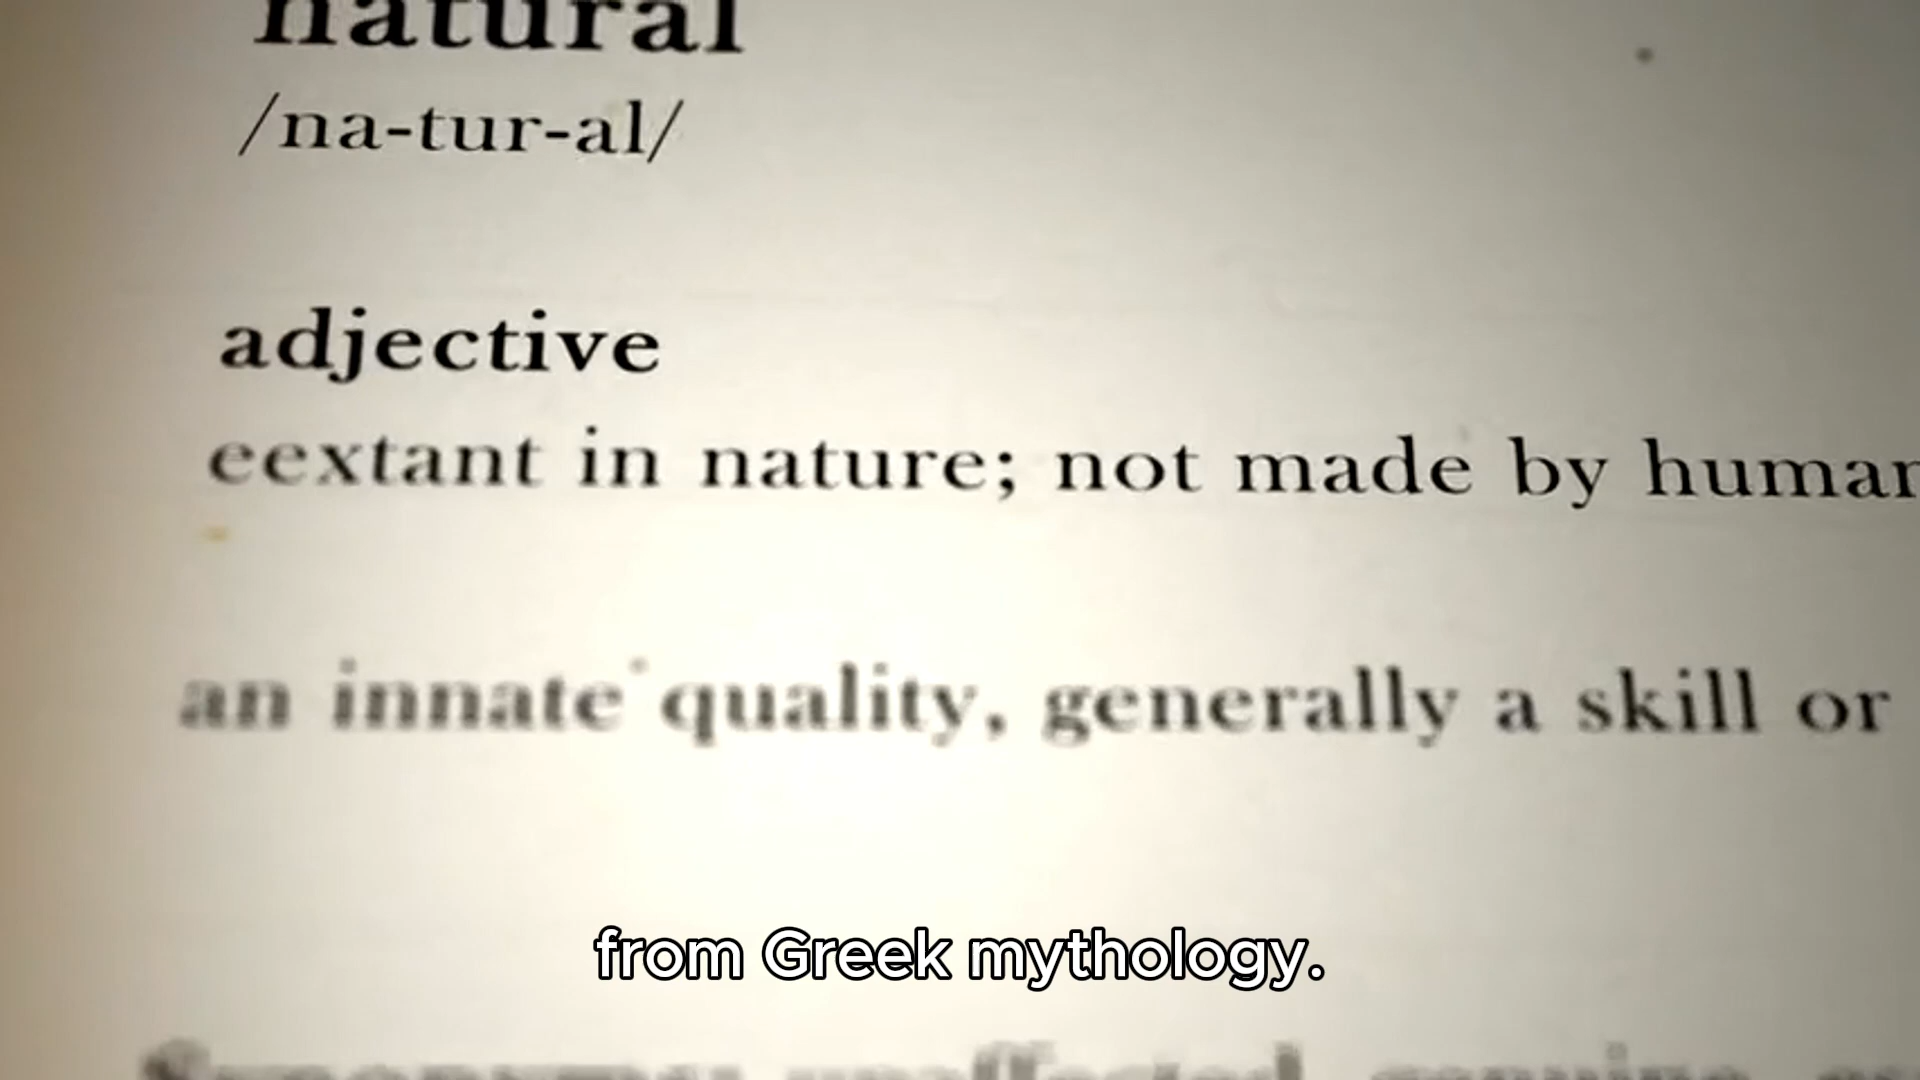 natural
/na-tur-al/
adjective
eextant in nature; not made by human
an innate quality, generally a skill or
from Greek mythology.